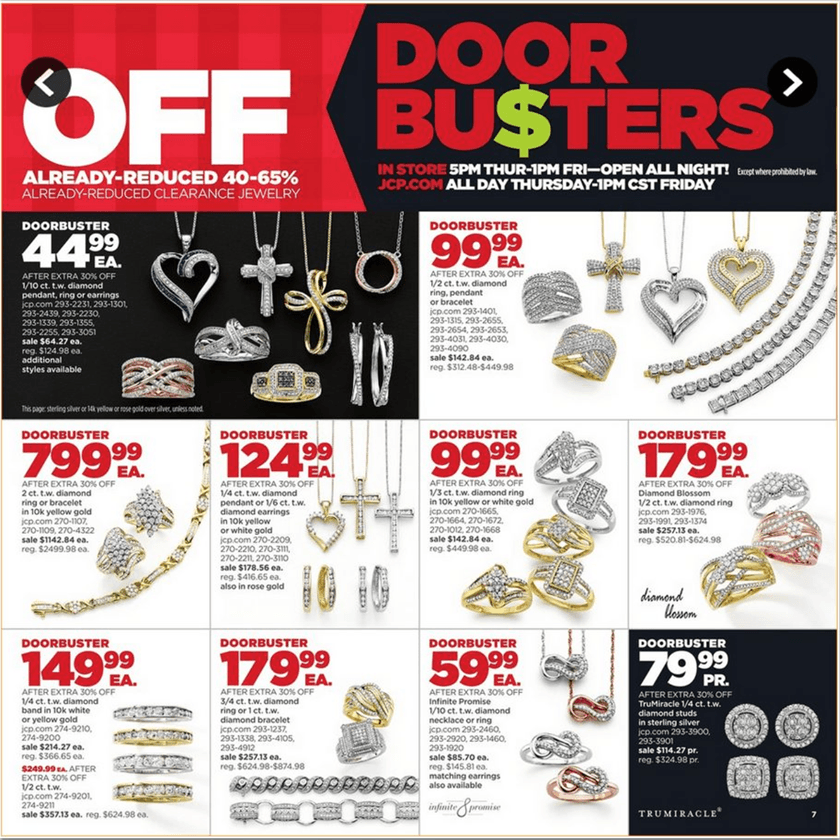 OFF
ALREADY-REDUCED 40-65%
ALREADY-REDUCED CLEARANCE JEWELRY
DOOR
BU$TERS
IN STORE 5PM THUR-1PM FRI—OPEN ALL NIGHT! Except where prohibited by law.
JCP.COM ALL DAY THURSDAY-1PM CST FRIDAY
DOORBUSTER
44.99
EA.
AFTER EXTRA 30% OFF
1/10 ct. t.w. diamond
pendant, ring or earrings
jcp.com 293-2231, 293-1301,
293-2439, 293-2230,
293-1339, 293-1355,
293-2255, 293-3051
sale $64.27 ea.
reg. $124.98 ea.
additional
styles available
This page: sterling silver or 14k yellow or rose gold over silver, unless noted.
DOORBUSTER
99.99
EA.
AFTER EXTRA 30% OFF
1/2 ct. t.w. diamond
ring, pendant
or bracelet
jcp.com 293-1401,
293-1315, 293-2655,
293-2654, 293-2653,
293-4031, 293-4030,
293-4090
sale $142.84 ea.
reg. $312.48-$449.98
DOORBUSTER
799.99
EA.
AFTER EXTRA 30% OFF
2 ct. t.w. diamond
ring or bracelet
in 10k yellow gold
jcp.com 270-1107,
270-1109, 270-4322
sale $1142.84 ea.
reg. $2499.98 ea.
DOORBUSTER
124.99
EA.
AFTER EXTRA 30% OFF
1/4 ct. t.w. diamond
pendant or 1/6 ct. t.w.
diamond earrings
in 10k yellow
or white gold
jcp.com 270-2209,
270-2210, 270-3111,
270-2211, 270-3110
sale $178.56 ea.
reg. $416.65 ea.
also in rose gold
DOORBUSTER
99.99
EA.
AFTER EXTRA 30% OFF
1/3 ct. t.w. diamond ring
in 10k yellow or white gold
jcp.com 270-1665,
270-1664, 270-1672,
270-1012, 270-1668
sale $142.84 ea.
reg. $449.98 ea.
DOORBUSTER
179.99
EA.
AFTER EXTRA 30% OFF
Diamond Blossom
1/2 ct. t.w. diamond ring
jcp.com 293-1976,
293-1991, 293-1374
sale $257.13 ea.
reg. $520.81-$624.98
diamond
blossom
DOORBUSTER
149.99
EA.
AFTER EXTRA 30% OFF
1/4 ct. t.w. diamond
band in 10k white
or yellow gold
jcp.com 274-9210,
274-9200
sale $214.27 ea.
reg. $366.65 ea.
$249.99 EA. AFTER
EXTRA 30% OFF
1/2 ct. t.w.
jcp.com 274-9201,
274-9211
sale $357.13 ea. reg. $624.98 ea.
DOORBUSTER
179.99
EA.
AFTER EXTRA 30% OFF
3/4 ct. t.w. diamond
ring or 1 ct. t.w.
diamond bracelet
jcp.com 293-1237,
293-1338, 293-4105,
293-4912
sale $257.13 ea.
reg. $624.98-$874.98
DOORBUSTER
59.99
EA.
AFTER EXTRA 30% OFF
Infinite Promise
1/10 ct. t.w. diamond
necklace or ring
jcp.com 293-2460,
293-2920, 293-1460,
293-1920
sale $85.70 ea.
reg. $145.81 ea.
matching earrings
also available
infinite promise
DOORBUSTER
79.99
PR.
AFTER EXTRA 30% OFF
TruMiracle 1/4 ct. t.w.
diamond studs
in sterling silver
jcp.com 293-3900,
293-3901
sale $114.27 pr.
reg. $324.98 pr.
TRUMIRACLE®
7